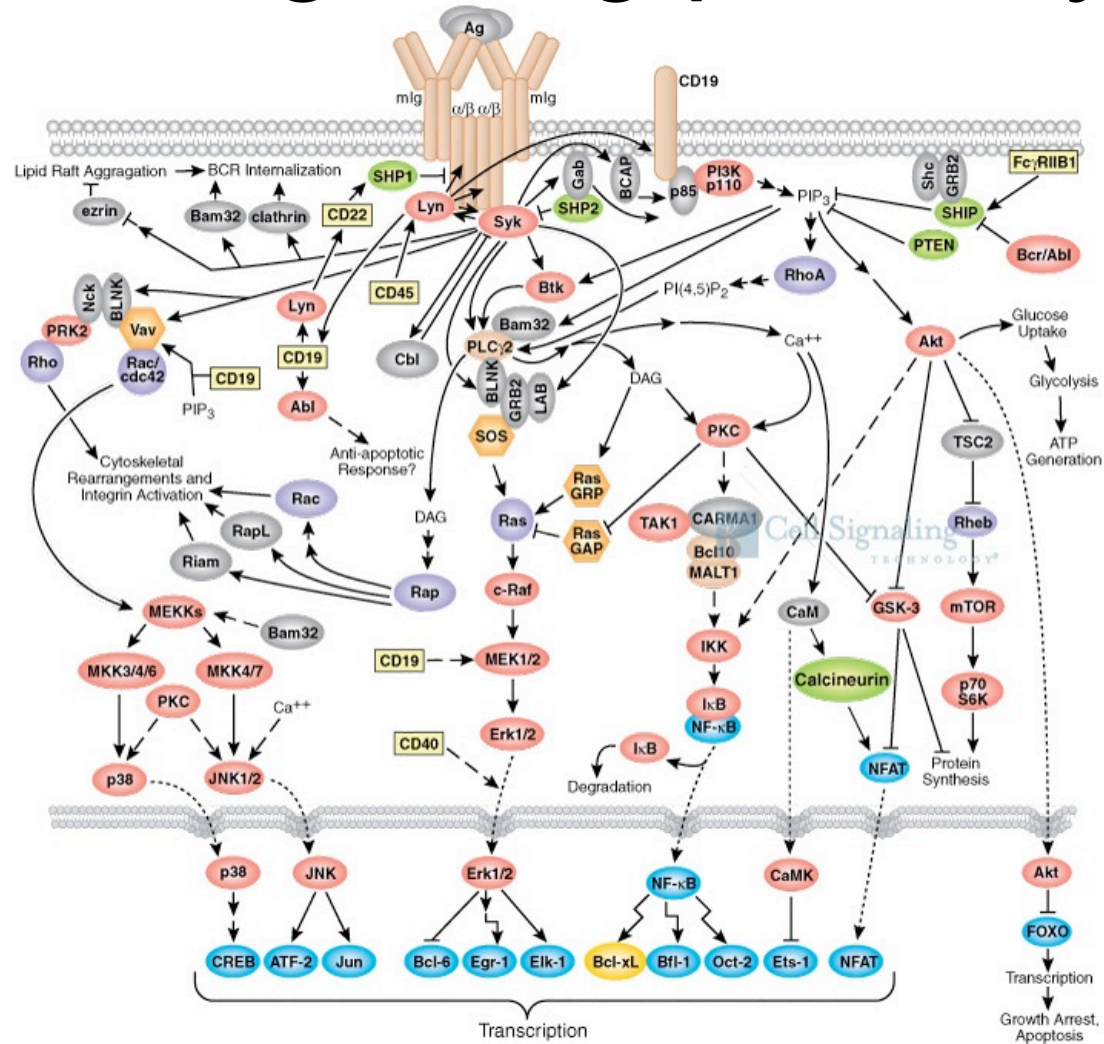 Ag
CD19
mIg
α/β α/β
mIg
Lipid Raft Aggragation
BCR Internalization
SHP1
Gab
BCAP
PI3K
p110
p85
Shc
GRB2
FcγRIIB1
ezrin
Bam32
clathrin
CD22
Lyn
Syk
SHP2
PIP3
SHIP
PTEN
Bcr/Abl
Nck
BLNK
Lyn
CD45
Btk
PI(4,5)P2
RhoA
PRK2
Vav
Bam32
Glucose
Uptake
Rho
Rac/
cdc42
CD19
CD19
Cbl
PLCγ2
Ca++
Akt
PIP3
Abl
BLNK
GRB2
LAB
DAG
Glycolysis
SOS
PKC
TSC2
ATP
Generation
Cytoskeletal
Rearrangements and
Integrin Activation
Anti-apoptotic
Response?
Rac
DAG
Ras
GRP
RapL
Ras
Ras
GAP
TAK1
CARMA1
Cell Signaling
TECHNOLOGY®
Rheb
Riam
Bcl10
MALT1
Rap
c-Raf
MEKKs
Bam32
CaM
GSK-3
mTOR
IKK
MKK3/4/6
MKK4/7
CD19
MEK1/2
Calcineurin
p70
S6K
PKC
Ca++
IκB
NF-κB
CD40
Erk1/2
IκB
p38
JNK1/2
Degradation
NFAT
Protein
Synthesis
p38
JNK
Erk1/2
NF-κB
CaMK
Akt
FOXO
CREB
ATF-2
Jun
Bcl-6
Egr-1
Elk-1
Bcl-xL
Bfl-1
Oct-2
Ets-1
NFAT
Transcription
Transcription
Growth Arrest,
Apoptosis